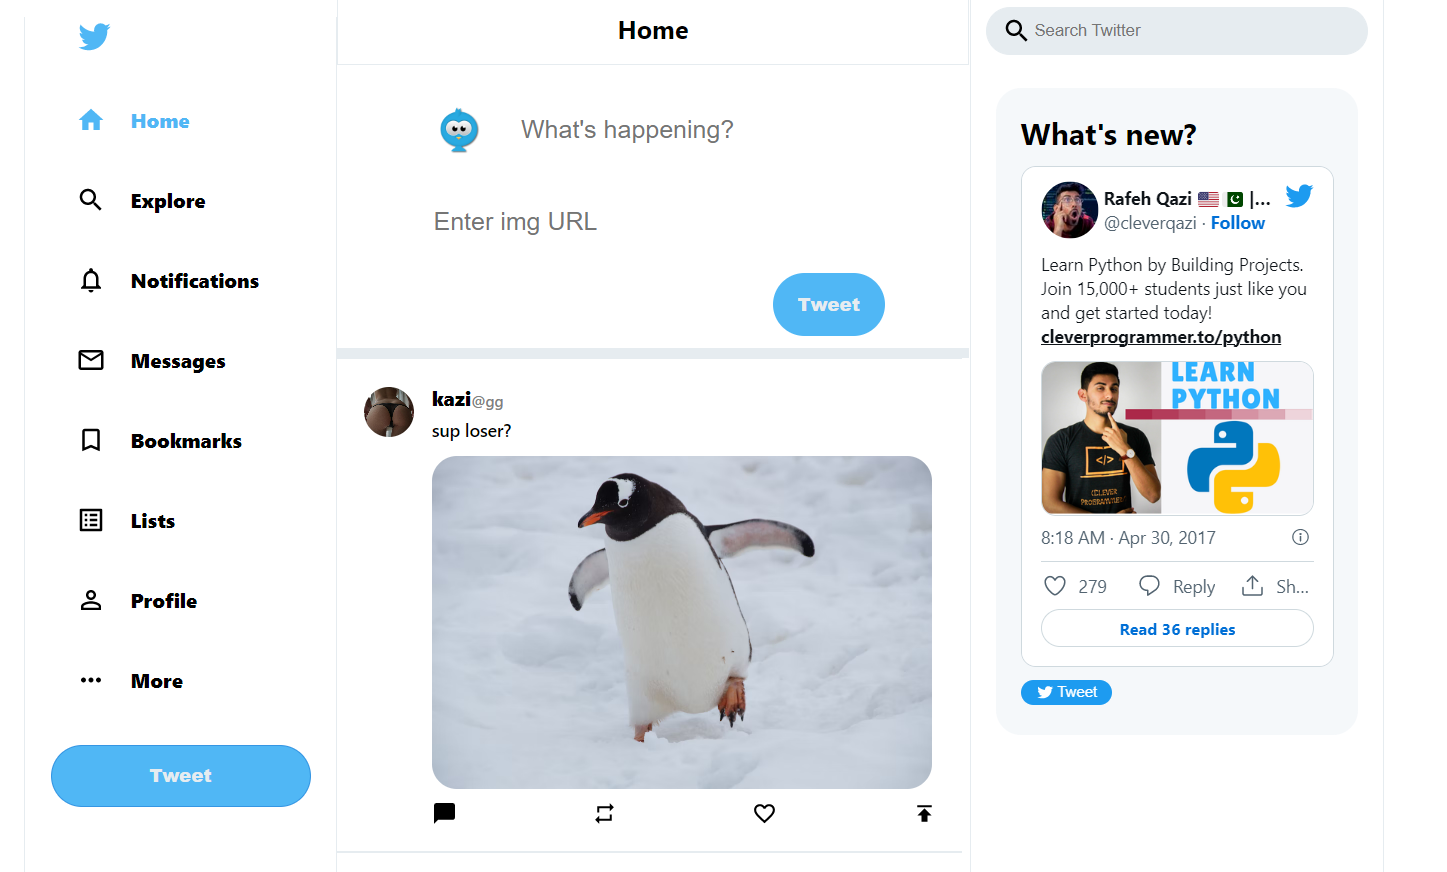 Home
Explore
Notifications
Messages
Bookmarks
Lists
Profile
More
Tweet
Home
What's happening?
Enter img URL
Tweet
kazi@gg
sup loser?
Search Twitter
What's new?
Rafeh Qazi 🇺🇸 🇵🇰 |...
@cleverqazi · Follow
Learn Python by Building Projects.
Join 15,000+ students just like you
and get started today!
cleverprogrammer.to/python
LEARN
PYTHON
</>
CLEVER
PROGRAMMER
8:18 AM · Apr 30, 2017
279
Reply
Sh...
Read 36 replies
Tweet